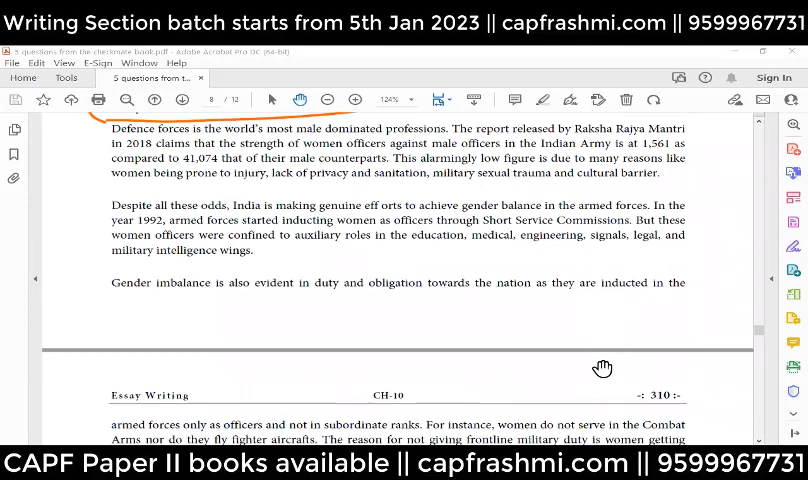 Writing Section batch starts from 5th Jan 2023 || capfrashmi.com || 9599967731
5 questions from the checkmate book.pdf - Adobe Acrobat Pro DC (64-bit)
File Edit View E-Sign Window Help
Home Tools 5 questions from t... × Sign In
8 / 12 124%
Defence forces is the world's most male dominated professions. The report released by Raksha Rajya Mantri
in 2018 claims that the strength of women officers against male officers in the Indian Army is at 1,561 as
compared to 41,074 that of their male counterparts. This alarmingly low figure is due to many reasons like
women being prone to injury, lack of privacy and sanitation, military sexual trauma and cultural barrier.
Despite all these odds, India is making genuine eff orts to achieve gender balance in the armed forces. In the
year 1992, armed forces started inducting women as officers through Short Service Commissions. But these
women officers were confined to auxiliary roles in the education, medical, engineering, signals, legal, and
military intelligence wings.
Gender imbalance is also evident in duty and obligation towards the nation as they are inducted in the
Essay Writing CH-10 -: 310 :-
armed forces only as officers and not in subordinate ranks. For instance, women do not serve in the Combat
Arms nor do they fly fighter aircrafts. The reason for not giving frontline military duty is women getting
CAPF Paper II books available || capfrashmi.com || 9599967731